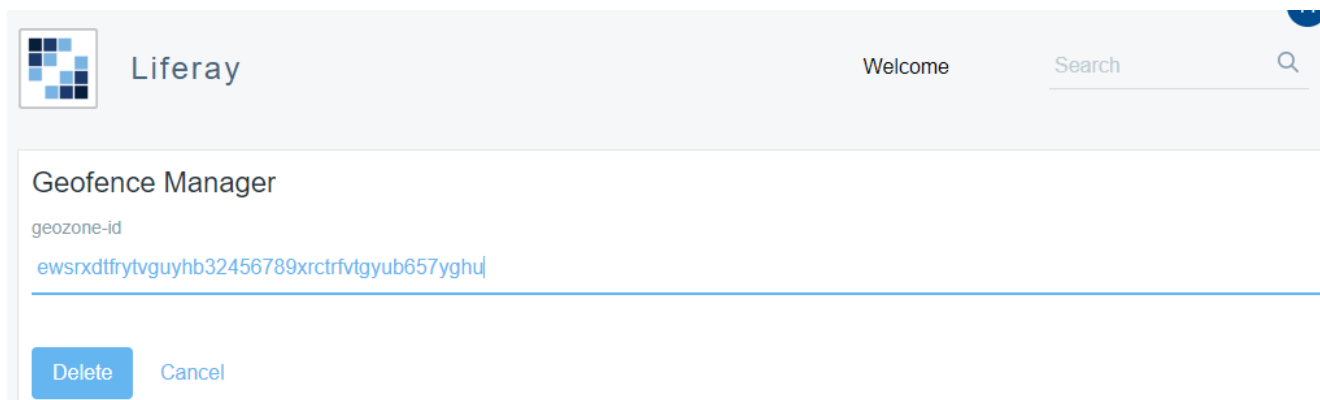 Liferay
Welcome
Search
Geofence Manager
geozone-id
ewsrxdtfrytvguyhb32456789xrctrfvtgyub657yghu
Delete
Cancel